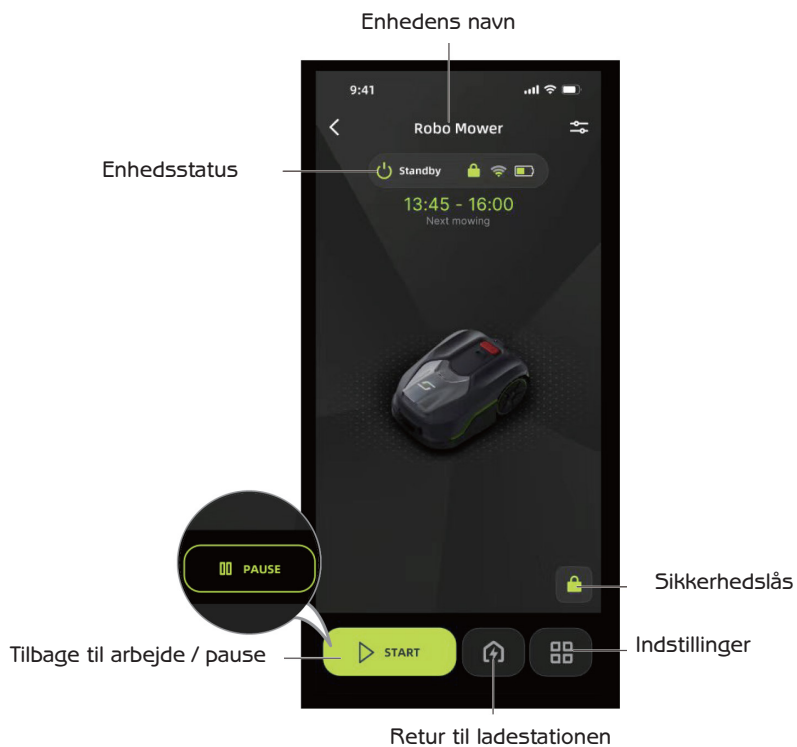 Enhedens navn
9:41
Robo Mower
Enhedsstatus
Standby
13:45 - 16:00
Next mowing
PAUSE
Sikkerhedslås
Tilbage til arbejde / pause
START
Indstillinger
Retur til ladestationen